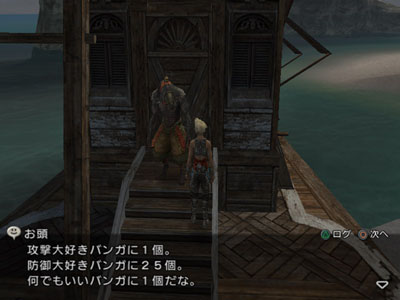 お頭
ログ 次へ
攻撃大好きバンガに１個。
防御大好きバンガに２５個。
何でもいいバンガに１個だな。